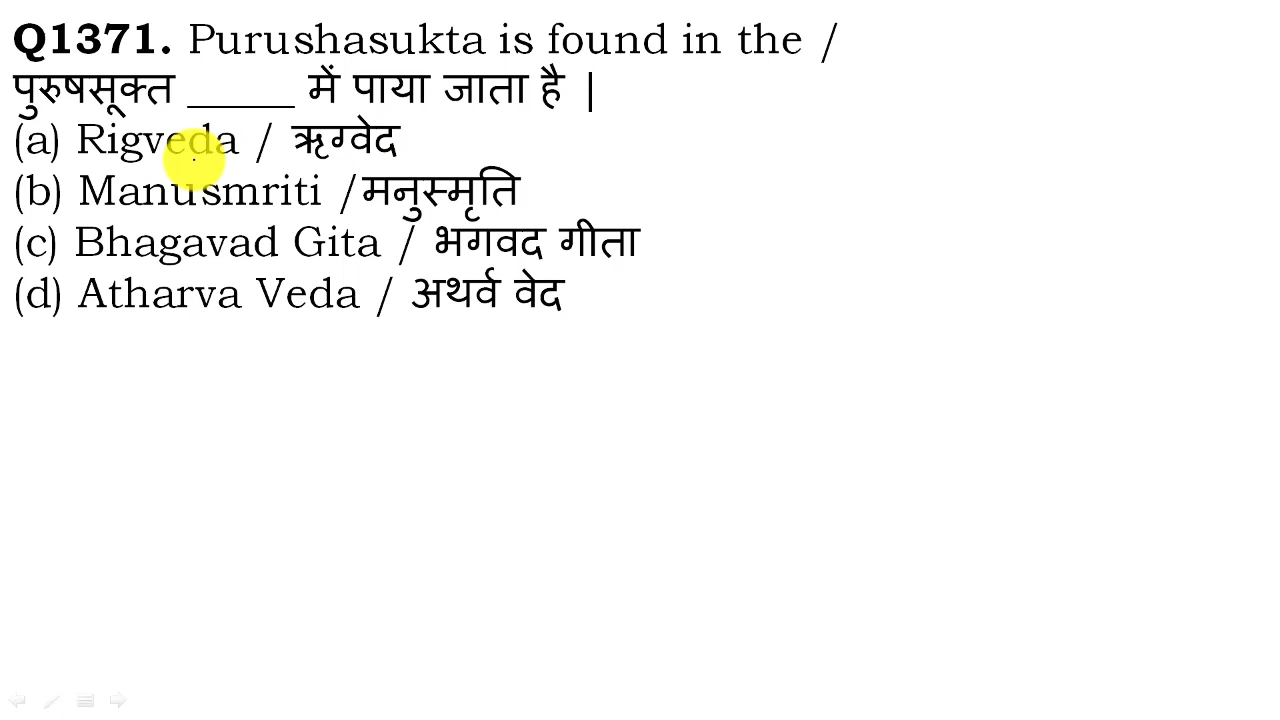 Q1371. Purushasukta is found in the /
पुरुषसूक्त _____ में पाया जाता है |
(a) Rigveda / ऋग्वेद
(b) Manusmriti /मनुस्मृति
(c) Bhagavad Gita / भगवद गीता
(d) Atharva Veda / अथर्व वेद